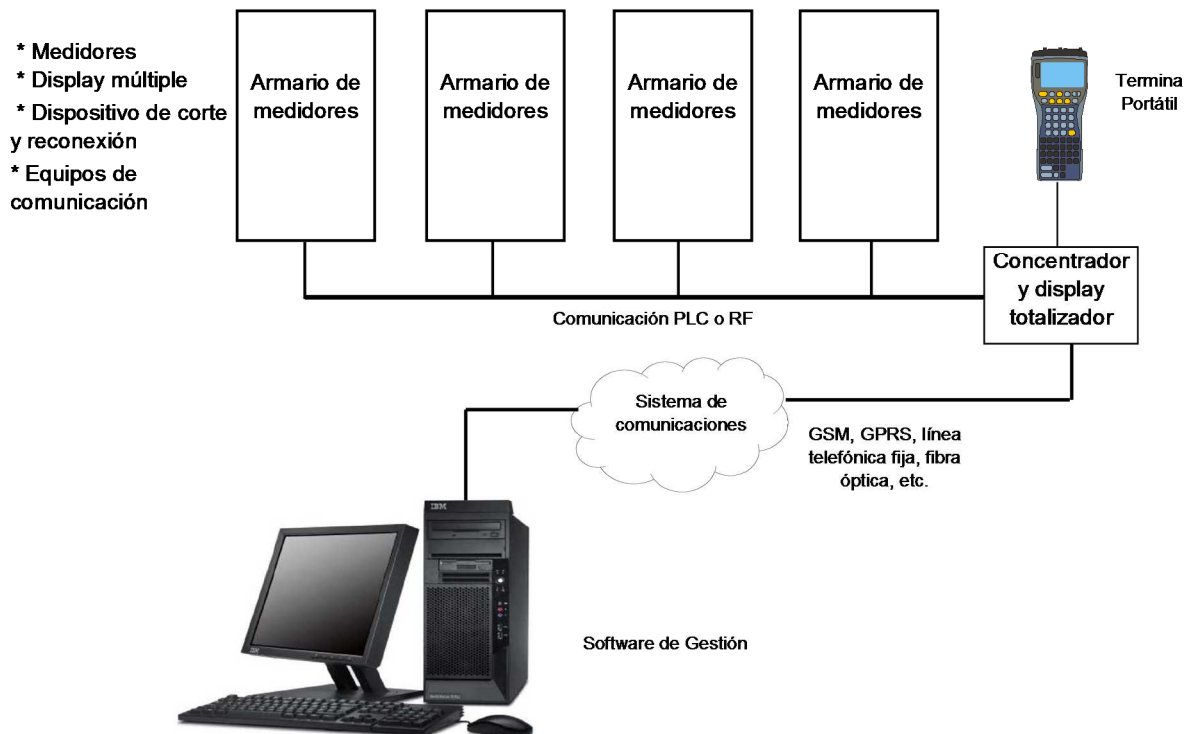 * Medidores
* Display múltiple
* Dispositivo de corte
y reconexión
* Equipos de
comunicación
Armario de
medidores
Armario de
medidores
Armario de
medidores
Armario de
medidores
Termina
Portátil
Concentrador
y display
totalizador
Comunicación PLC o RF
Sistema de
comunicaciones
GSM, GPRS, línea
telefónica fija, fibra
óptica, etc.
IBM
IBM
Software de Gestión